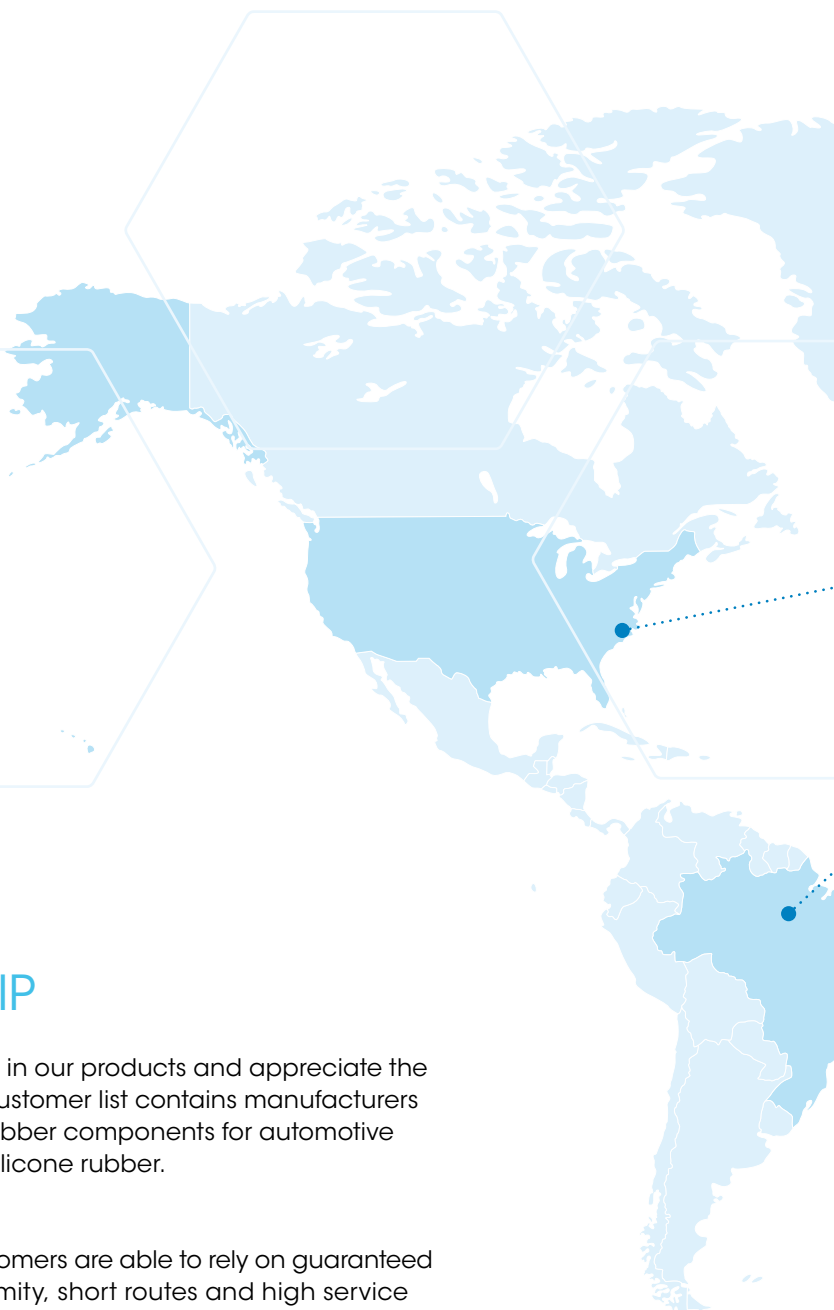 IP
in our products and appreciate the
ustomer list contains manufacturers
bber components for automotive
licone rubber.
omers are able to rely on guaranteed
mity, short routes and high service